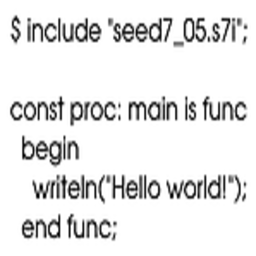 $ include "seed7_05.s7i";
const proc: main is func
begin
writeln("Hello world!");
end func;